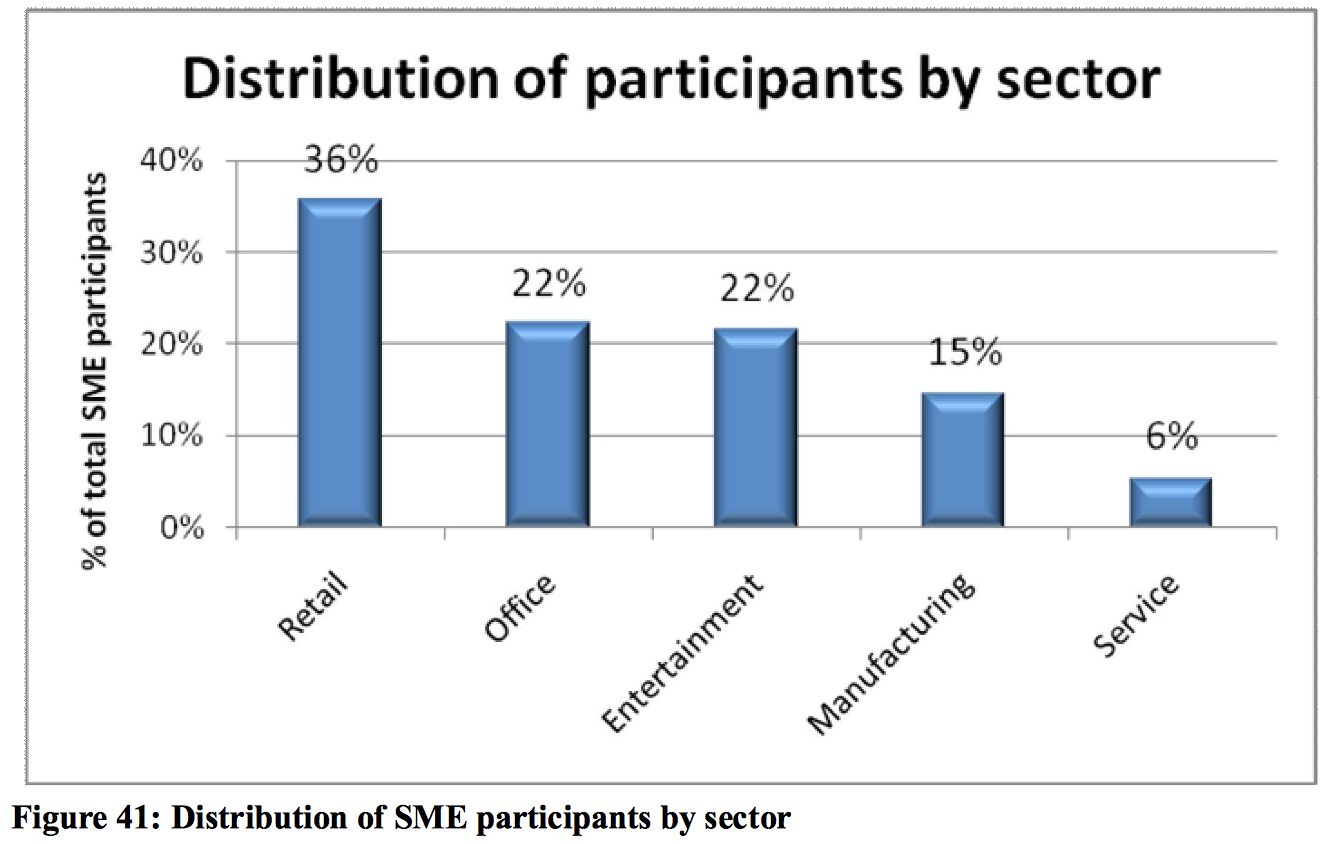 Distribution of participants by sector
% of total SME participants
40%
30%
20%
10%
0%
36%
22%
22%
15%
6%
Retail
Office
Entertainment
Manufacturing
Service
Figure 41: Distribution of SME participants by sector